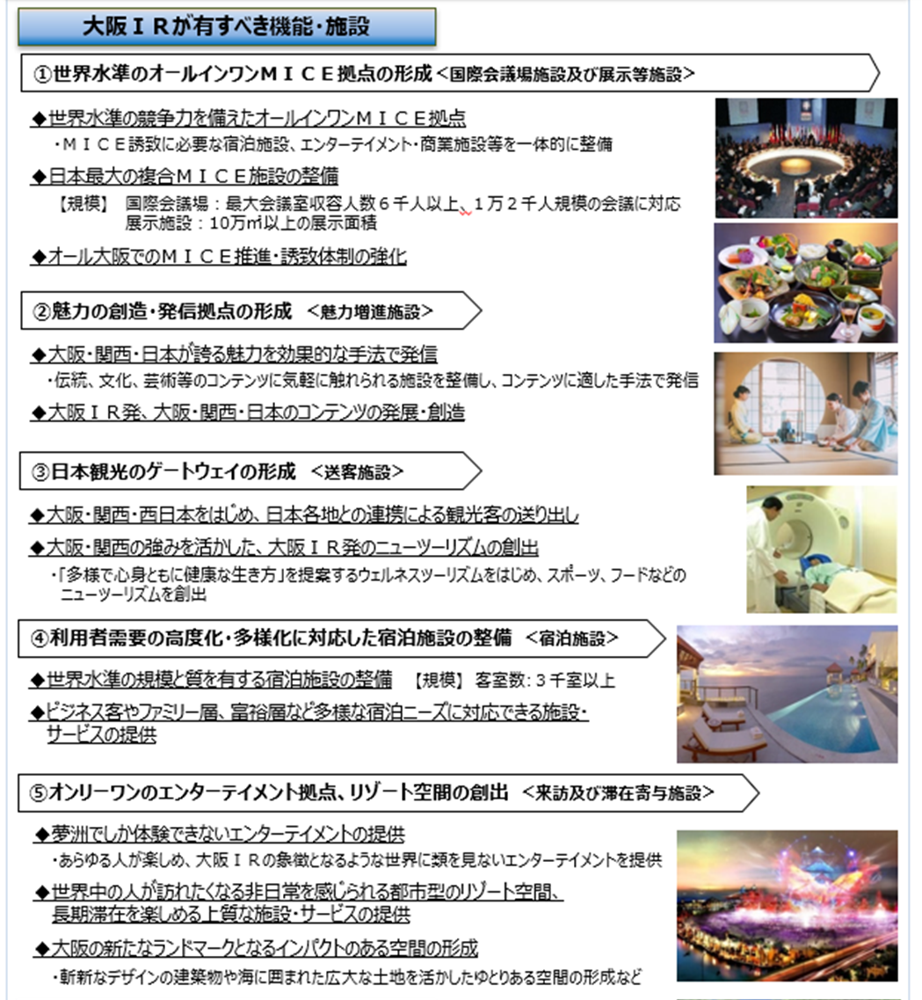 大阪ＩＲが有すべき機能・施設
①世界水準のオールインワンＭＩＣＥ拠点の形成＜国際会議場施設及び展示等施設＞
◆世界水準の競争力を備えたオールインワンＭＩＣＥ拠点
・ＭＩＣＥ誘致に必要な宿泊施設、エンターテイメント・商業施設等を一体的に整備
◆日本最大の複合ＭＩＣＥ施設の整備
【規模】 国際会議場：最大会議室収容人数６千人以上、１万２千人規模の会議に対応
展示施設：10万㎡以上の展示面積
◆オール大阪でのＭＩＣＥ推進・誘致体制の強化
②魅力の創造・発信拠点の形成 ＜魅力増進施設＞
◆大阪・関西・日本が誇る魅力を効果的な手法で発信
・伝統、文化、芸術等のコンテンツに気軽に触れられる施設を整備し、コンテンツに適した手法で発信
◆大阪ＩＲ発、大阪・関西・日本のコンテンツの発展・創造
③日本観光のゲートウェイの形成 ＜送客施設＞
◆大阪・関西・西日本をはじめ、日本各地との連携による観光客の送り出し
◆大阪・関西の強みを活かした、大阪ＩＲ発のニューツーリズムの創出
・「多様で心身ともに健康な生き方」を提案するウェルネスツーリズムをはじめ、スポーツ、フードなどの
ニューツーリズムを創出
④利用者需要の高度化・多様化に対応した宿泊施設の整備 ＜宿泊施設＞
◆世界水準の規模と質を有する宿泊施設の整備 【規模】 客室数：３千室以上
◆ビジネス客やファミリー層、富裕層など多様な宿泊ニーズに対応できる施設・
サービスの提供
⑤オンリーワンのエンターテイメント拠点、リゾート空間の創出 ＜来訪及び滞在寄与施設＞
◆夢洲でしか体験できないエンターテイメントの提供
・あらゆる人が楽しめ、大阪ＩＲの象徴となるような世界に類を見ないエンターテイメントを提供
◆世界中の人が訪れたくなる非日常を感じられる都市型のリゾート空間、
長期滞在を楽しめる上質な施設・サービスの提供
◆大阪の新たなランドマークとなるインパクトのある空間の形成
・斬新なデザインの建築物や海に囲まれた広大な土地を活かしたゆとりある空間の形成など